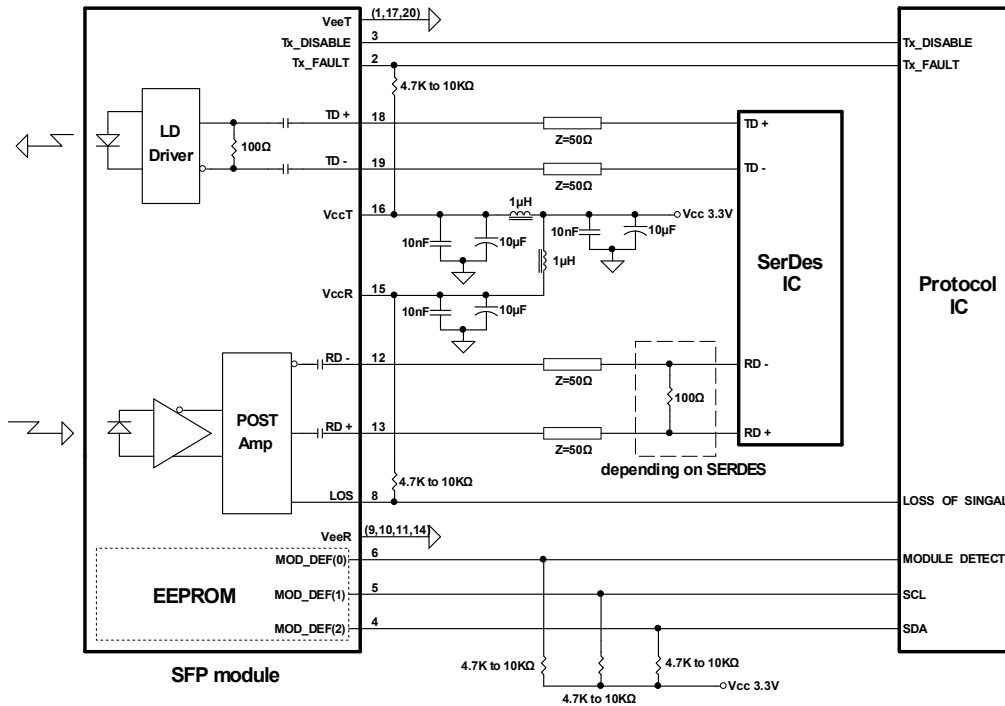 VeeT (1,17,20)
Tx_DISABLE 3 Tx_DISABLE
Tx_FAULT 2 Tx_FAULT
4.7K to 10KΩ
LD
Driver
100Ω
TD + 18 Z=50Ω TD +
TD - 19 Z=50Ω TD -
1µH
VccT 16 Vcc 3.3V
10nF 10µF 10nF 10µF
1µH
SerDes
IC
Protocol
IC
VccR 15
10nF 10µF
RD - 12 Z=50Ω RD -
100Ω
POST
Amp
RD + 13 Z=50Ω RD +
depending on SERDES
4.7K to 10KΩ
LOS 8 LOSS OF SINGAL
VeeR (9,10,11,14)
MOD_DEF(0) 6 MODULE DETECT
EEPROM
MOD_DEF(1) 5 SCL
MOD_DEF(2) 4 SDA
SFP module
4.7K to 10KΩ 4.7K to 10KΩ
4.7K to 10KΩ
Vcc 3.3V